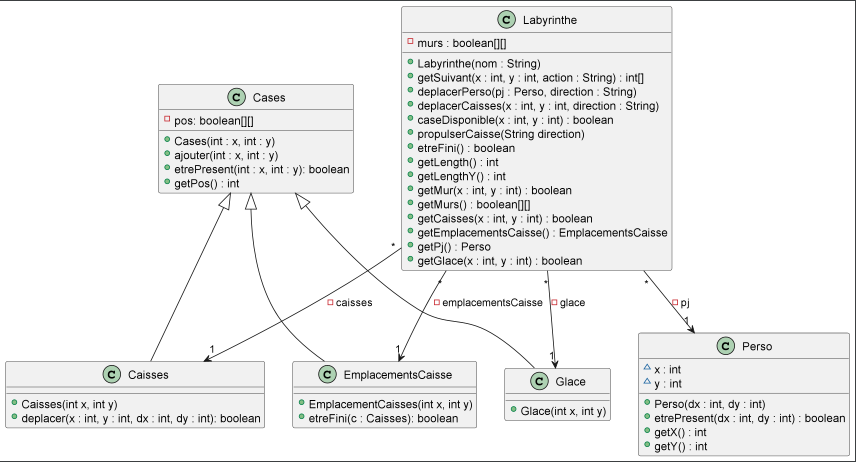 C Labyrinthe
murs : boolean[][]
Labyrinthe(nom : String)
getSuivant(x : int, y : int, action : String) : int[]
deplacerPerso(pj : Perso, direction : String)
deplacerCaisses(x : int, y : int, direction : String)
caseDisponible(x : int, y : int) : boolean
propulserCaisse(String direction)
etreFini() : boolean
getLength() : int
getLengthY() : int
getMur(x : int, y : int) : boolean
getMurs() : boolean[][]
getCaisses(x : int, y : int) : boolean
getEmplacementsCaisse() : EmplacementsCaisse
getPj() : Perso
getGlace(x : int, y : int) : boolean
C Cases
pos: boolean[][]
Cases(int : x, int : y)
ajouter(int : x, int : y)
etrePresent(int : x, int : y): boolean
getPos() : int
* * * *
caisses
emplacementsCaisse
glace
pj
1 1 1 1
C Caisses
Caisses(int x, int y)
deplacer(x : int, y : int, dx : int, dy : int): boolean
C EmplacementsCaisse
EmplacementCaisses(int x, int y)
etreFini(c : Caisses): boolean
C Glace
Glace(int x, int y)
C Perso
x : int
y : int
Perso(dx : int, dy : int)
etrePresent(dx : int, dy : int) : boolean
getX() : int
getY() : int